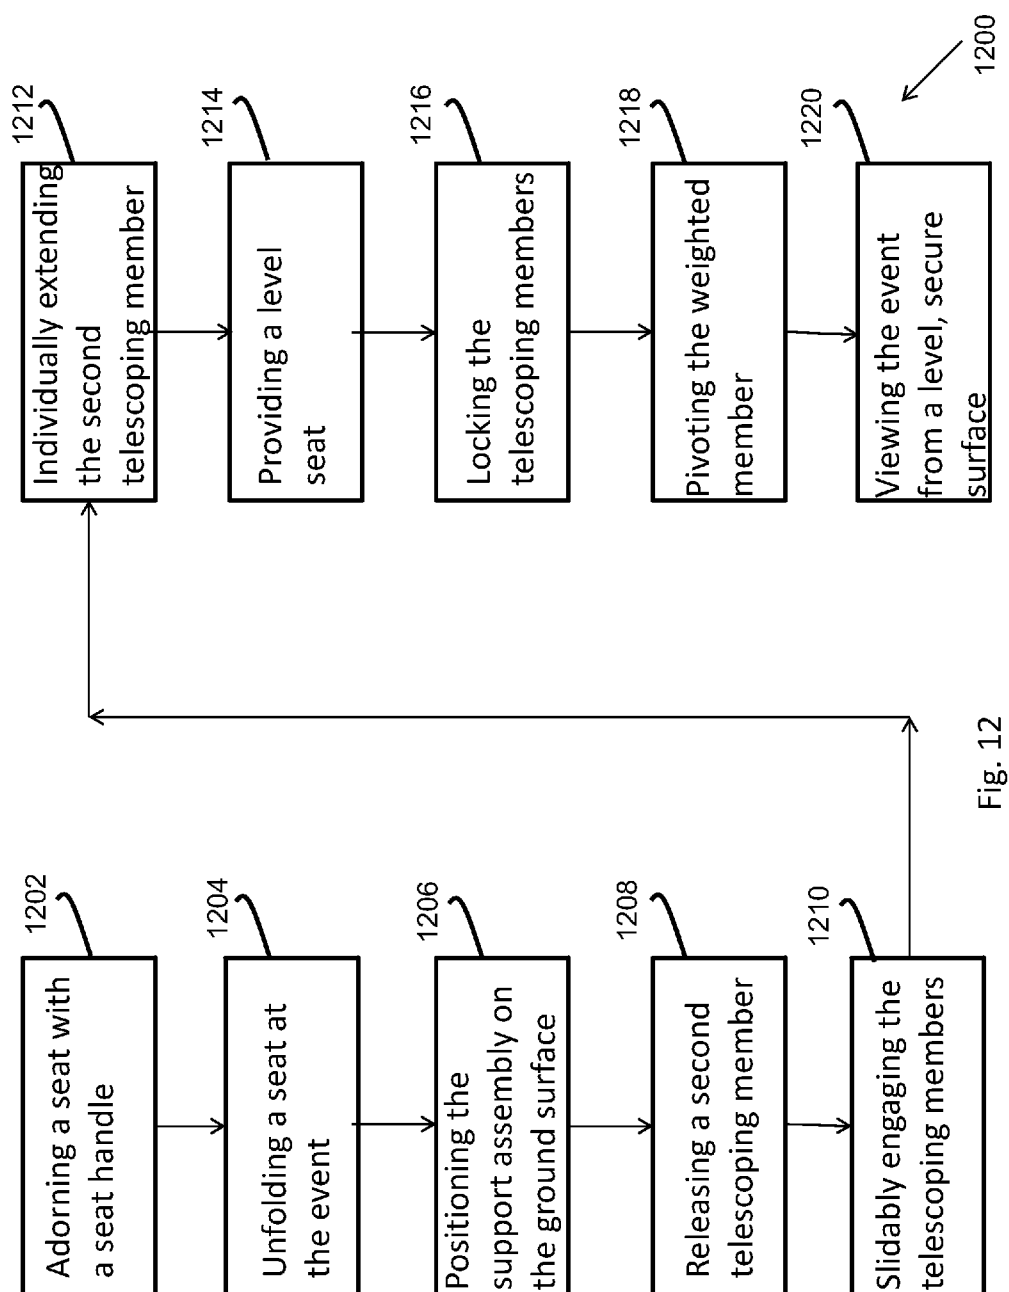 1202
Adorning a seat with
a seat handle
1204
Unfolding a seat at
the event
1206
Positioning the
support assembly on
the ground surface
1208
Releasing a second
telescoping member
1210
Slidably engaging the
telescoping members
1212
Individually extending
the second
telescoping member
1214
Providing a level
seat
1216
Locking the
telescoping members
1218
Pivoting the weighted
member
1220
Viewing the event
from a level, secure
surface
1200
Fig. 12